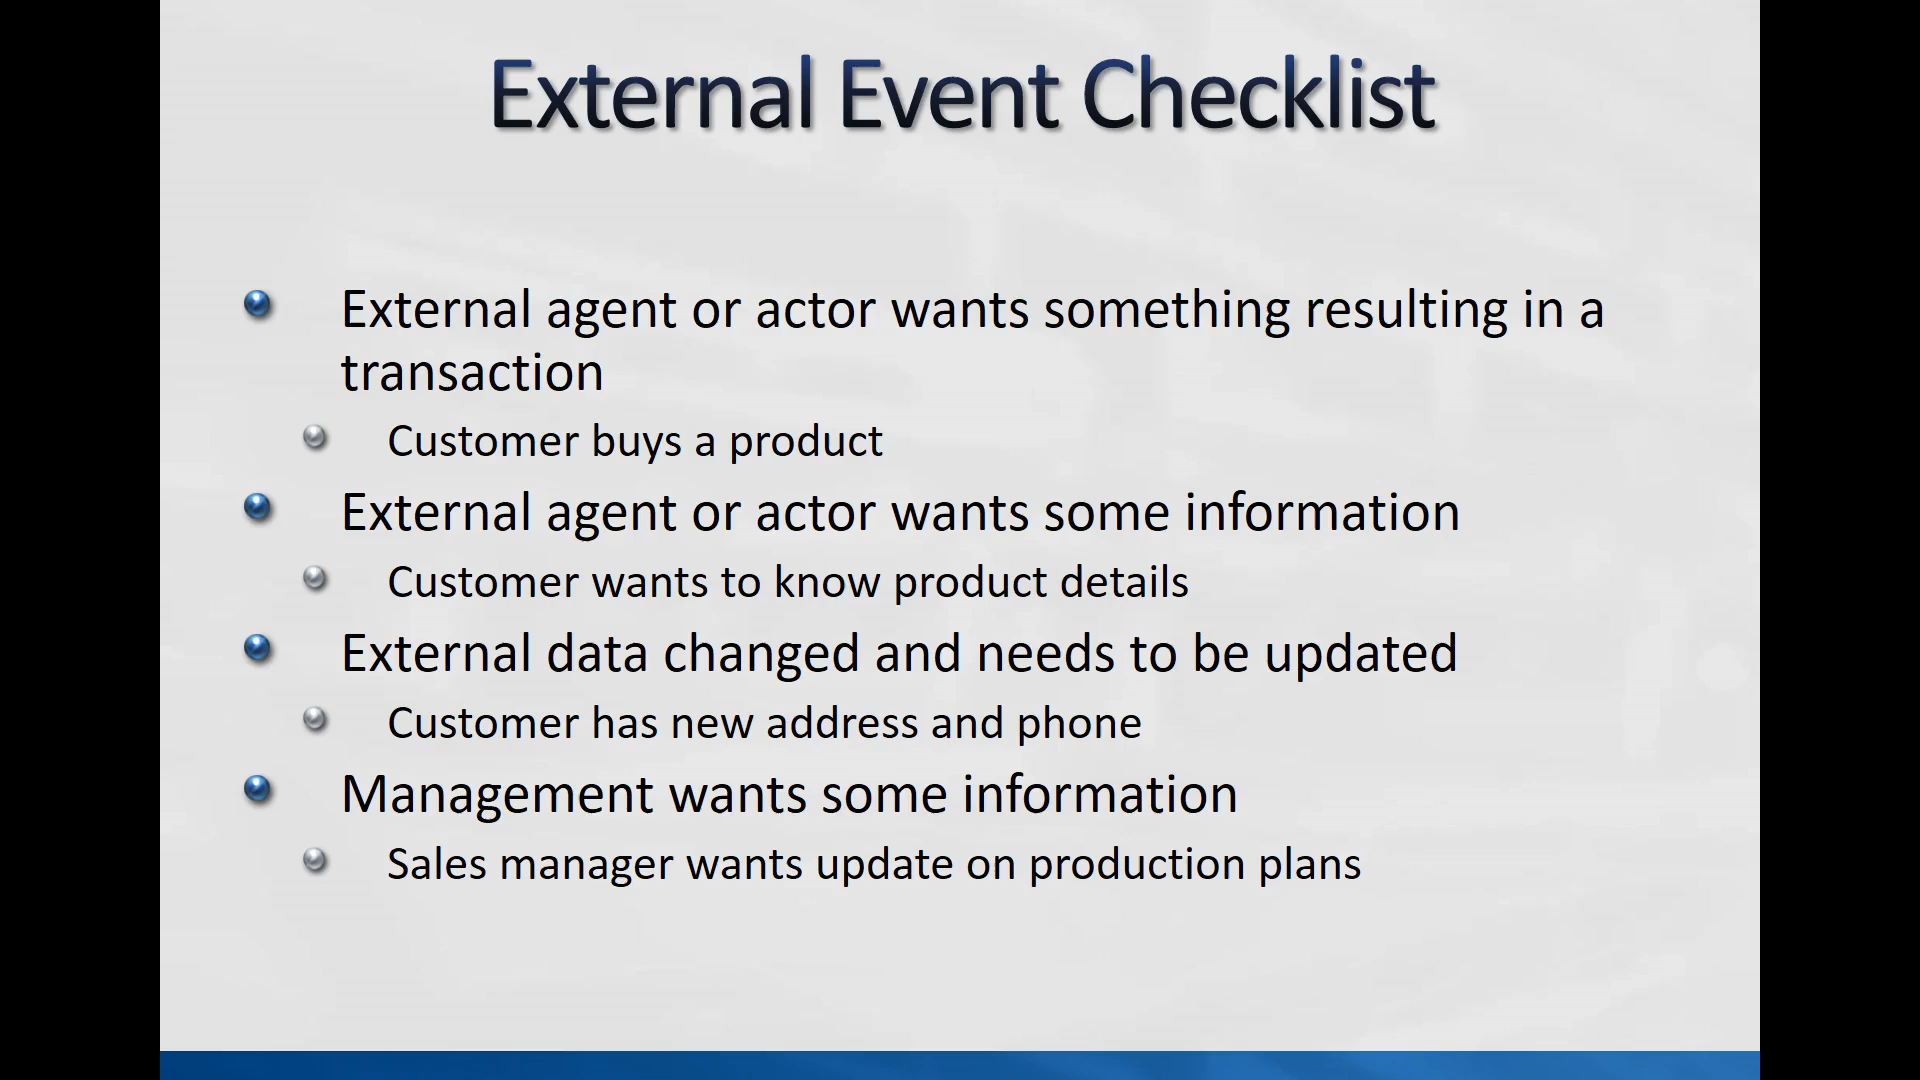 External Event Checklist
External agent or actor wants something resulting in a
transaction
Customer buys a product
External agent or actor wants some information
Customer wants to know product details
External data changed and needs to be updated
Customer has new address and phone
Management wants some information
Sales manager wants update on production plans